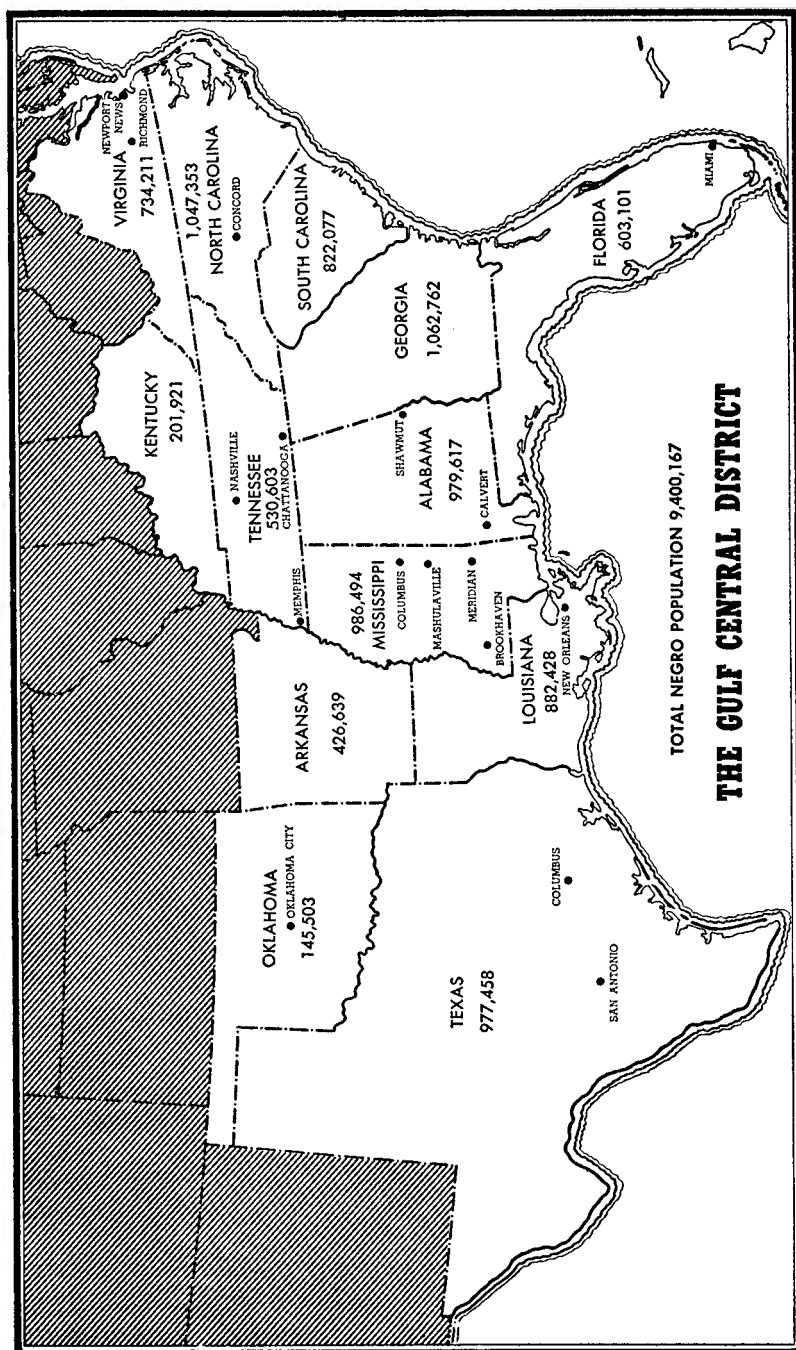 NEWPORT
NEWS
RICHMOND
VIRGINIA
734,211
1,047,353
NORTH CAROLINA
CONCORD
SOUTH CAROLINA
822,077
KENTUCKY
201,921
NASHVILLE
TENNESSEE
530,603
CHATTANOOGA
MEMPHIS
GEORGIA
1,062,762
SHAWMUT
ALABAMA
979,617
CALVERT
986,494
MISSISSIPPI
COLUMBUS
MASHULAVILLE
MERIDIAN
BROOKHAVEN
ARKANSAS
426,639
LOUISIANA
882,428
NEW ORLEANS
FLORIDA
603,101
MIAMI
OKLAHOMA
OKLAHOMA CITY
145,503
TEXAS
977,458
COLUMBUS
SAN ANTONIO
TOTAL NEGRO POPULATION 9,400,167
THE GULF CENTRAL DISTRICT